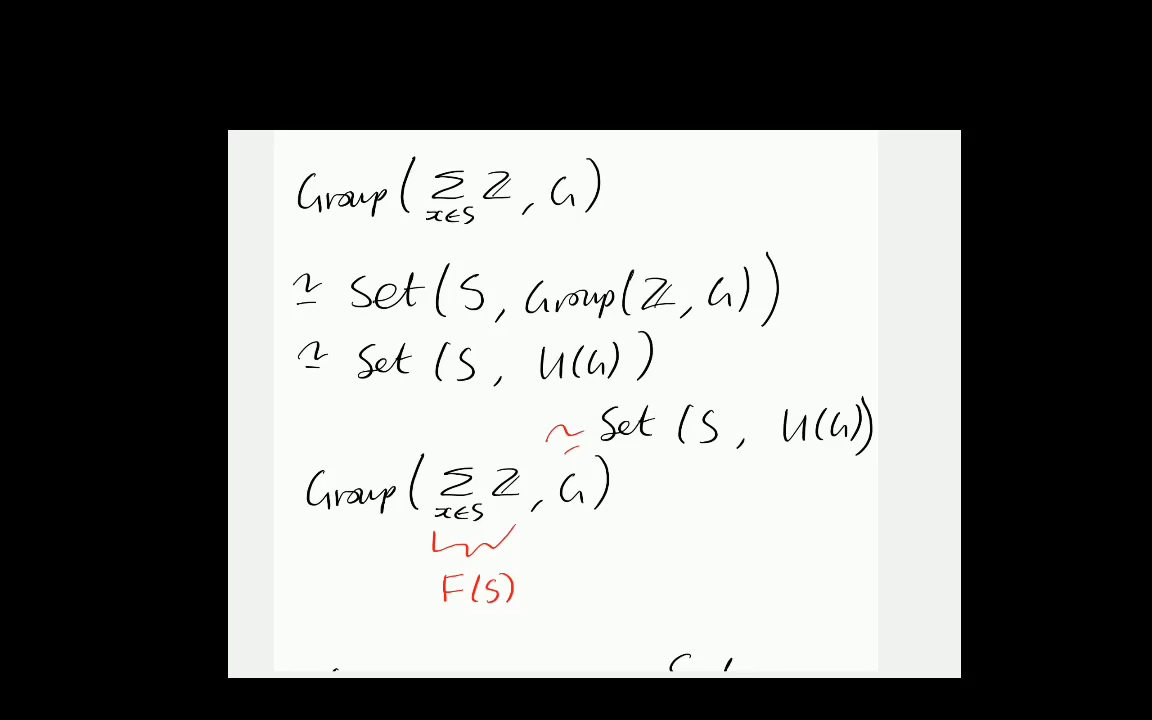 Group(∑_{x∈S} ℤ, G)
≃ Set(S, Group(ℤ, G))
≃ Set(S, U(G))
≃ Set(S, U(G))
Group(∑_{x∈S} ℤ, G)
F(S)